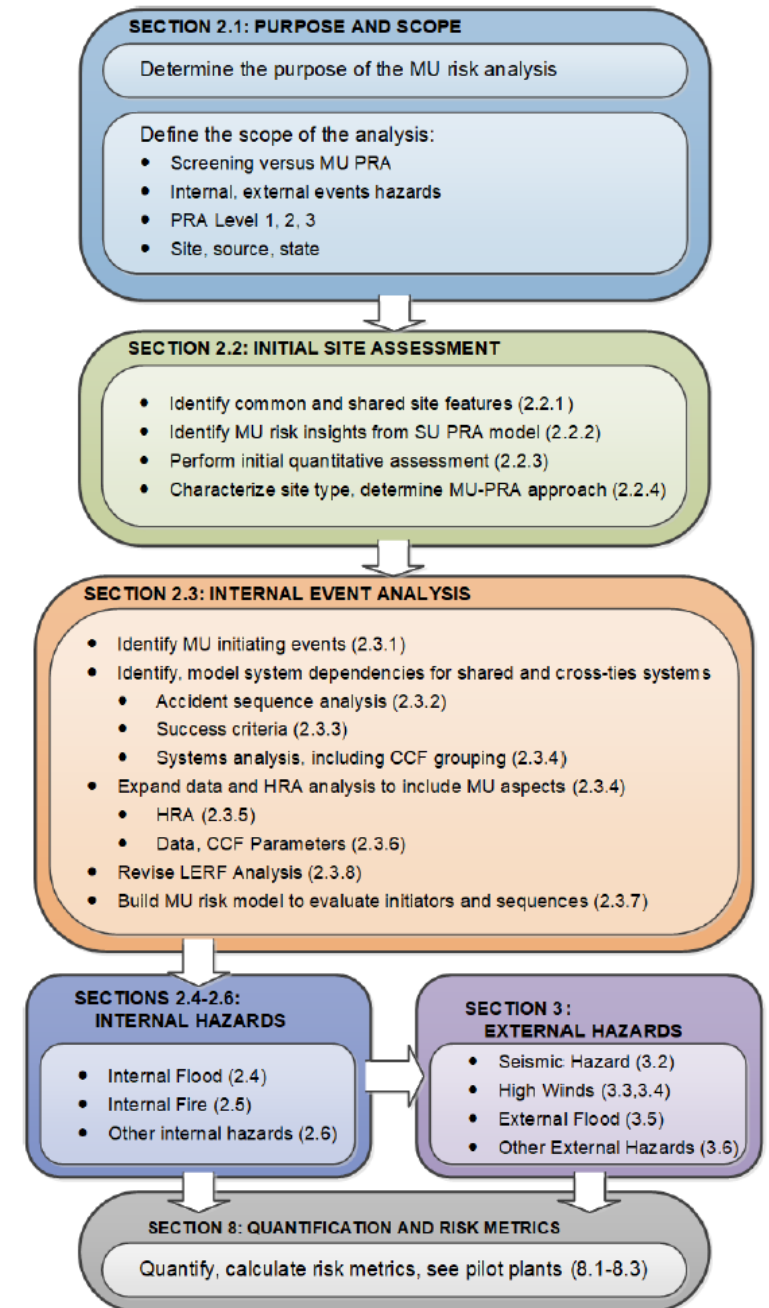 SECTION 2.1: PURPOSE AND SCOPE
Determine the purpose of the MU risk analysis
Define the scope of the analysis:
• Screening versus MU PRA
• Internal, external events hazards
• PRA Level 1, 2, 3
• Site, source, state
SECTION 2.2: INITIAL SITE ASSESSMENT
• Identify common and shared site features (2.2.1)
• Identify MU risk insights from SU PRA model (2.2.2)
• Perform initial quantitative assessment (2.2.3)
• Characterize site type, determine MU-PRA approach (2.2.4)
SECTION 2.3: INTERNAL EVENT ANALYSIS
• Identify MU initiating events (2.3.1)
• Identify, model system dependencies for shared and cross-ties systems
• Accident sequence analysis (2.3.2)
• Success criteria (2.3.3)
• Systems analysis, including CCF grouping (2.3.4)
• Expand data and HRA analysis to include MU aspects (2.3.4)
• HRA (2.3.5)
• Data, CCF Parameters (2.3.6)
• Revise LERF Analysis (2.3.8)
• Build MU risk model to evaluate initiators and sequences (2.3.7)
SECTIONS 2.4-2.6:
INTERNAL HAZARDS
• Internal Flood (2.4)
• Internal Fire (2.5)
• Other internal hazards (2.6)
SECTION 3:
EXTERNAL HAZARDS
• Seismic Hazard (3.2)
• High Winds (3.3,3.4)
• External Flood (3.5)
• Other External Hazards (3.6)
SECTION 8: QUANTIFICATION AND RISK METRICS
Quantify, calculate risk metrics, see pilot plants (8.1-8.3)